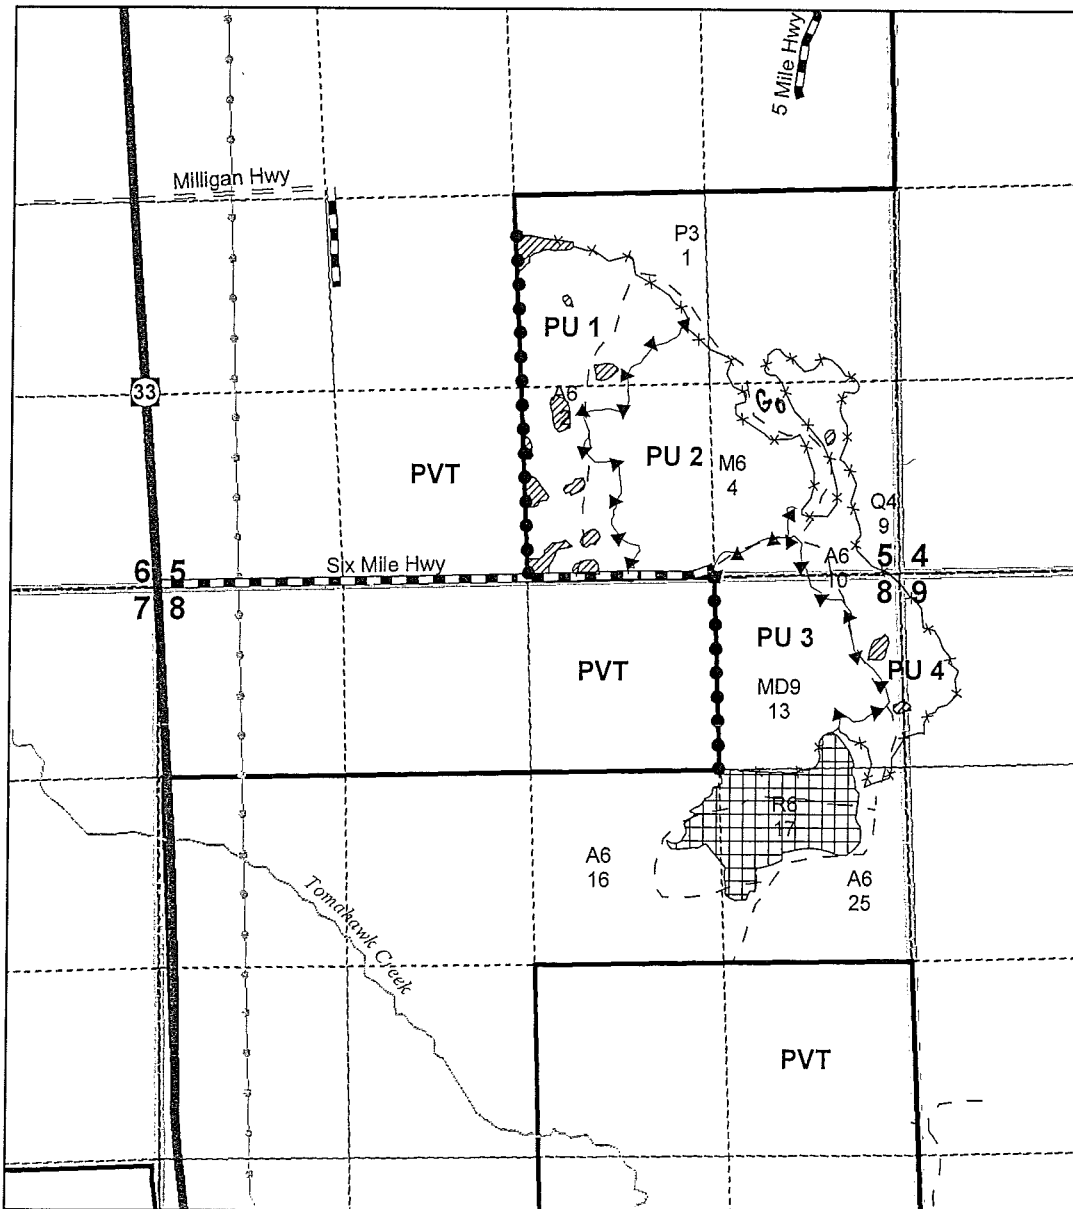 5 Mile Hwy
Milligan Hwy
P3
1
PU 1
33
A6
Go
PVT
PU 2
M6
4
Q4
9
Six Mile Hwy
A6
10
6 5
5 4
7 8
8 9
PU 3
PVT
PU 4
MD9
13
R6
17
A6
16
A6
25
Tomahawk Creek
PVT